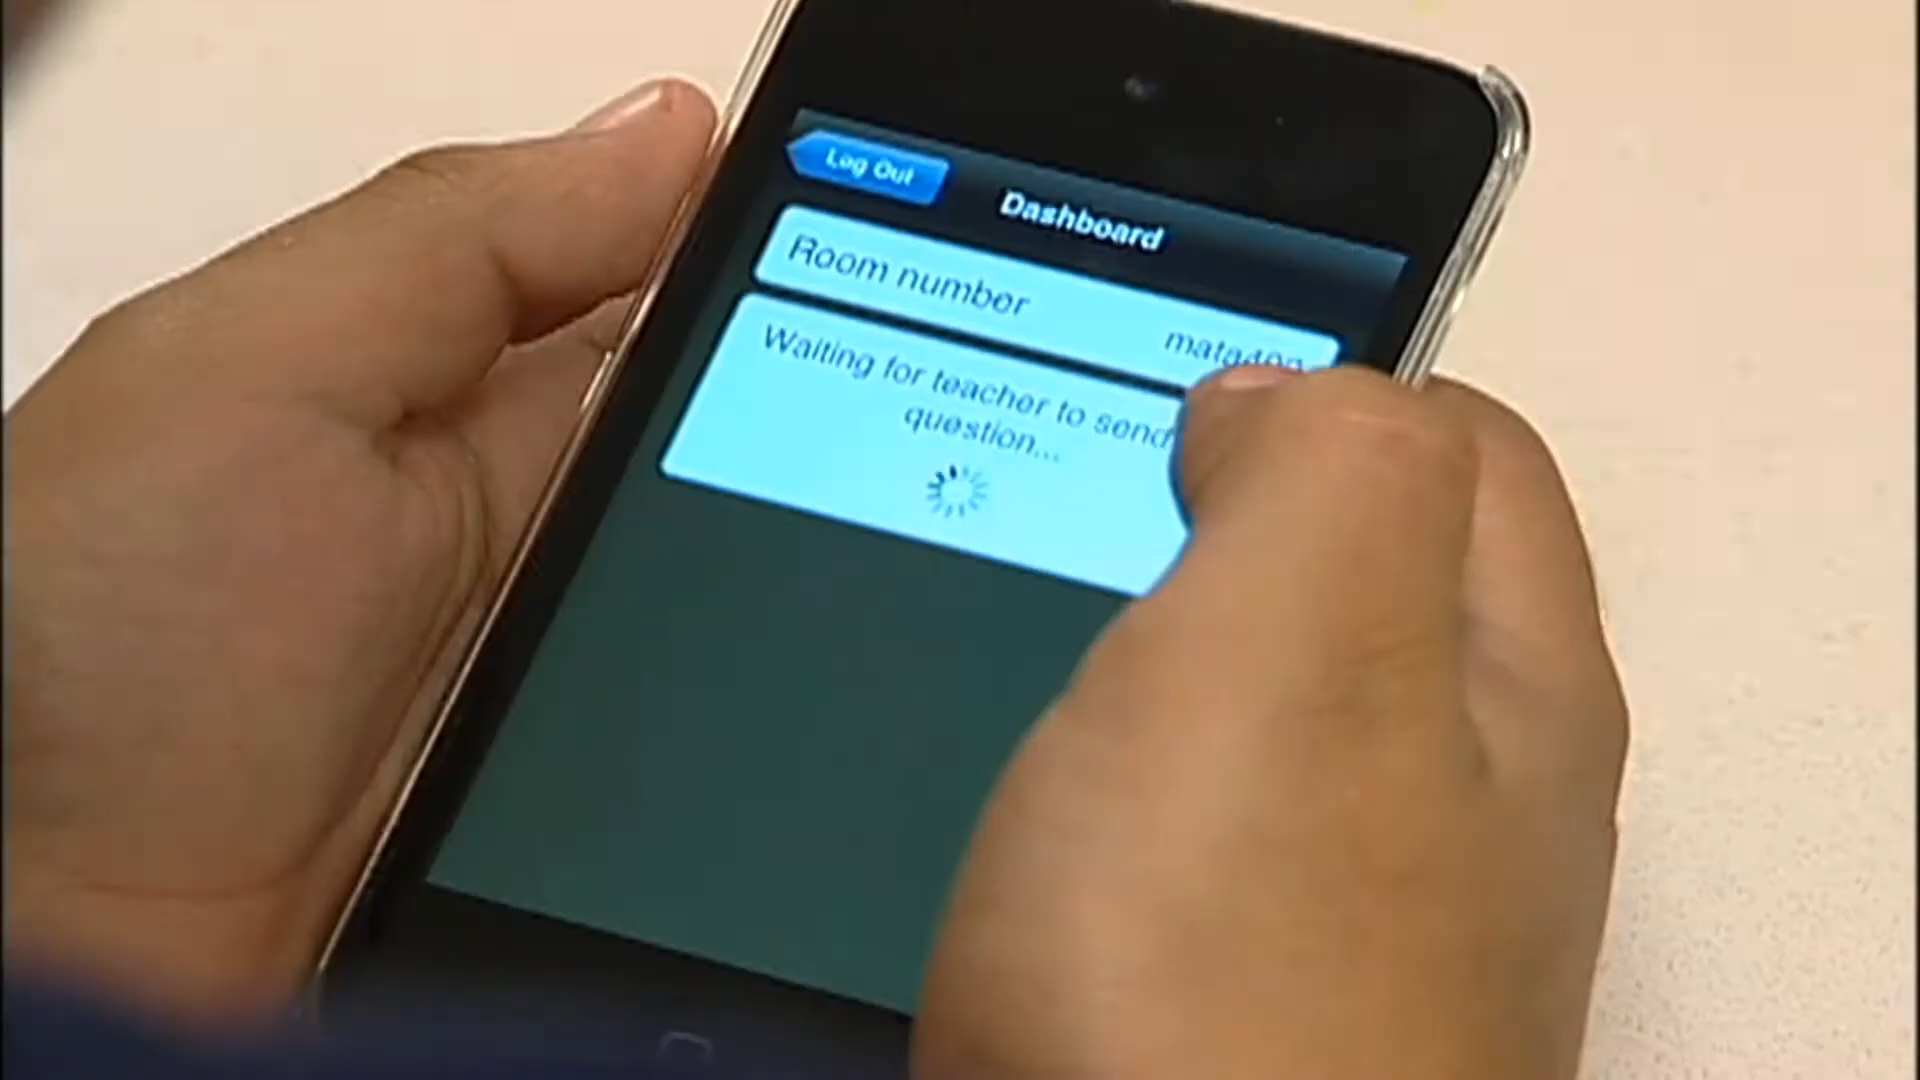 Log Out
Dashboard
Room number
Waiting for teacher to send
question...